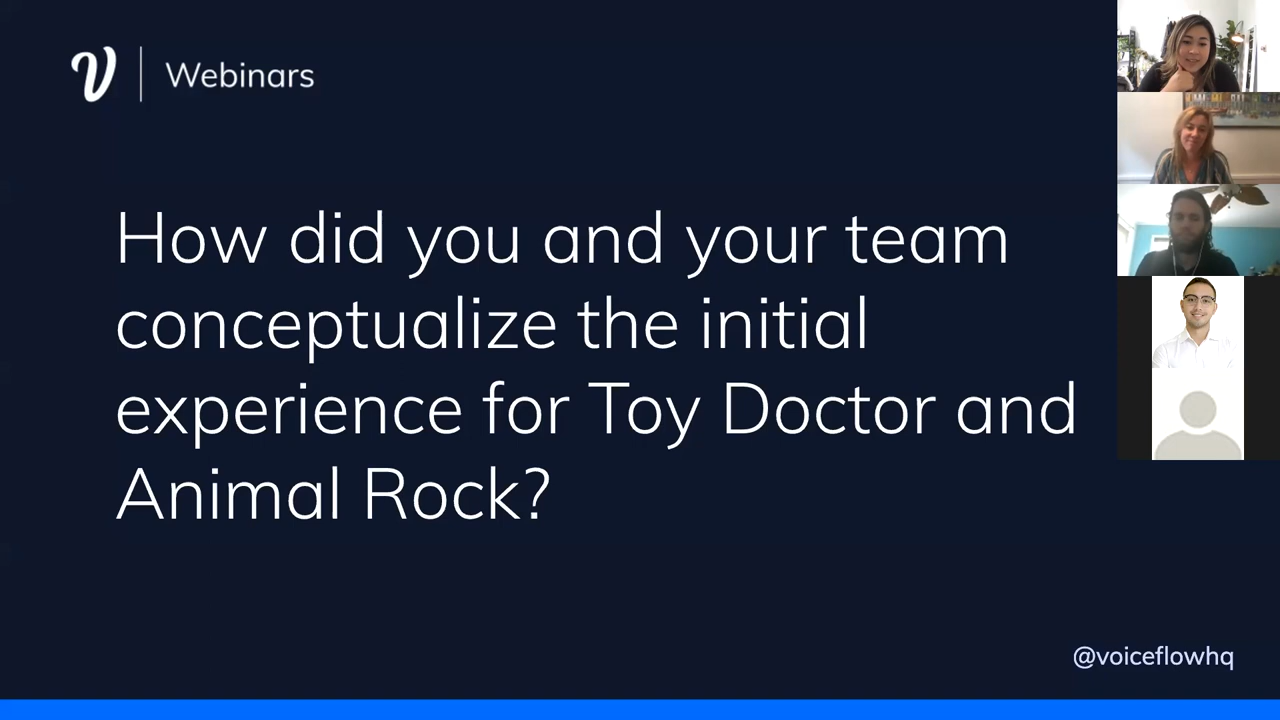 V | Webinars
How did you and your team
conceptualize the initial
experience for Toy Doctor and
Animal Rock?
@voiceflowhq